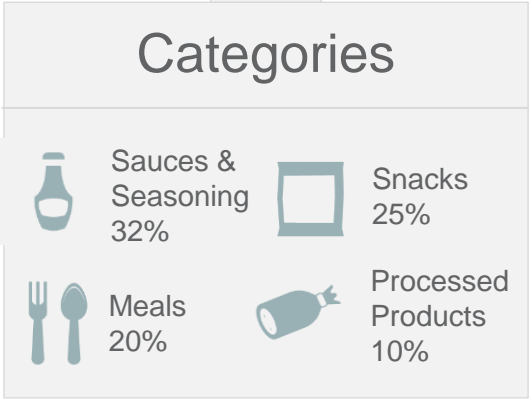 Categories
Sauces &
Seasoning
32%
Snacks
25%
Meals
20%
Processed
Products
10%